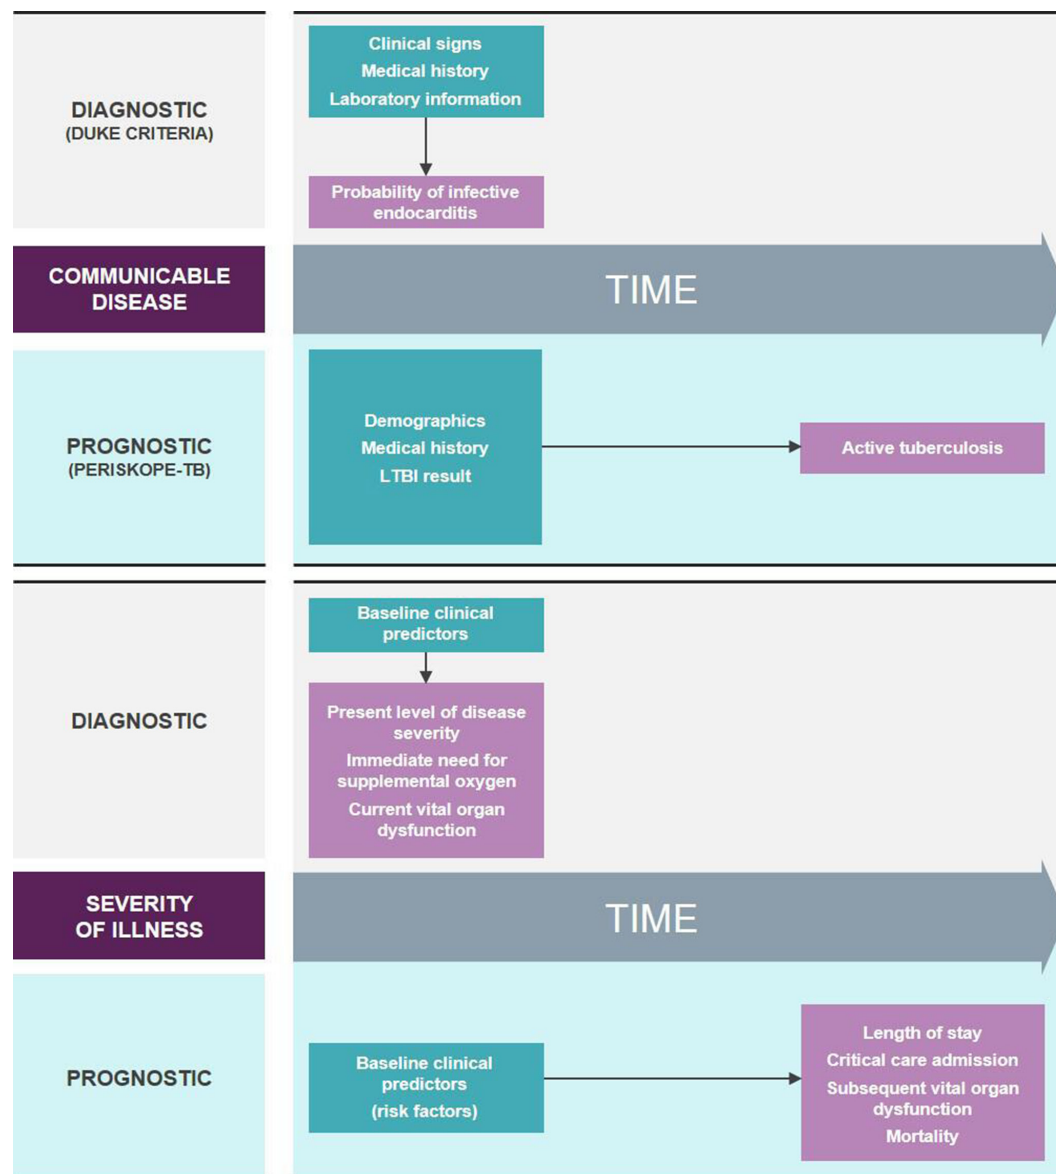 DIAGNOSTIC
(DUKE CRITERIA)
Clinical signs
Medical history
Laboratory information
Probability of infective
endocarditis
COMMUNICABLE
DISEASE
TIME
PROGNOSTIC
(PERISKOPE-TB)
Demographics
Medical history
LTBI result
Active tuberculosis
DIAGNOSTIC
Baseline clinical
predictors
Present level of disease
severity
Immediate need for
supplemental oxygen
Current vital organ
dysfunction
SEVERITY
OF ILLNESS
TIME
PROGNOSTIC
Baseline clinical
predictors
(risk factors)
Length of stay
Critical care admission
Subsequent vital organ
dysfunction
Mortality